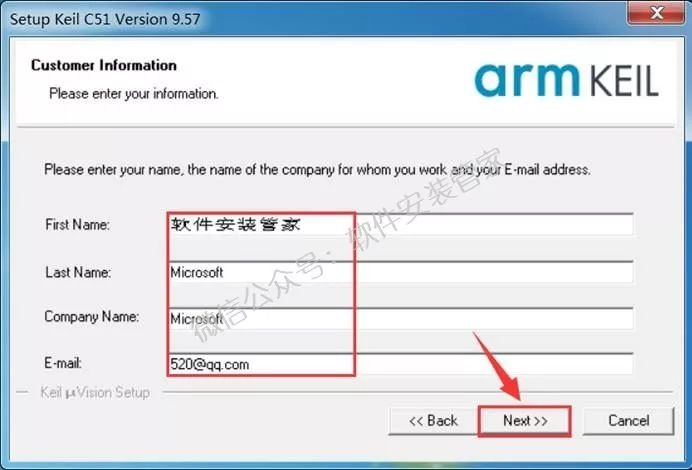 Setup Keil C51 Version 9.57
Customer Information
Please enter your information.
arm KEIL
Please enter your name, the name of the company for whom you work and your E-mail address.
First Name: 软件安装管家
Last Name: Microsoft
Company Name: Microsoft
E-mail: 520@qq.com
微信公众号：软件安装管家
Keil µVision Setup
<< Back Next >> Cancel